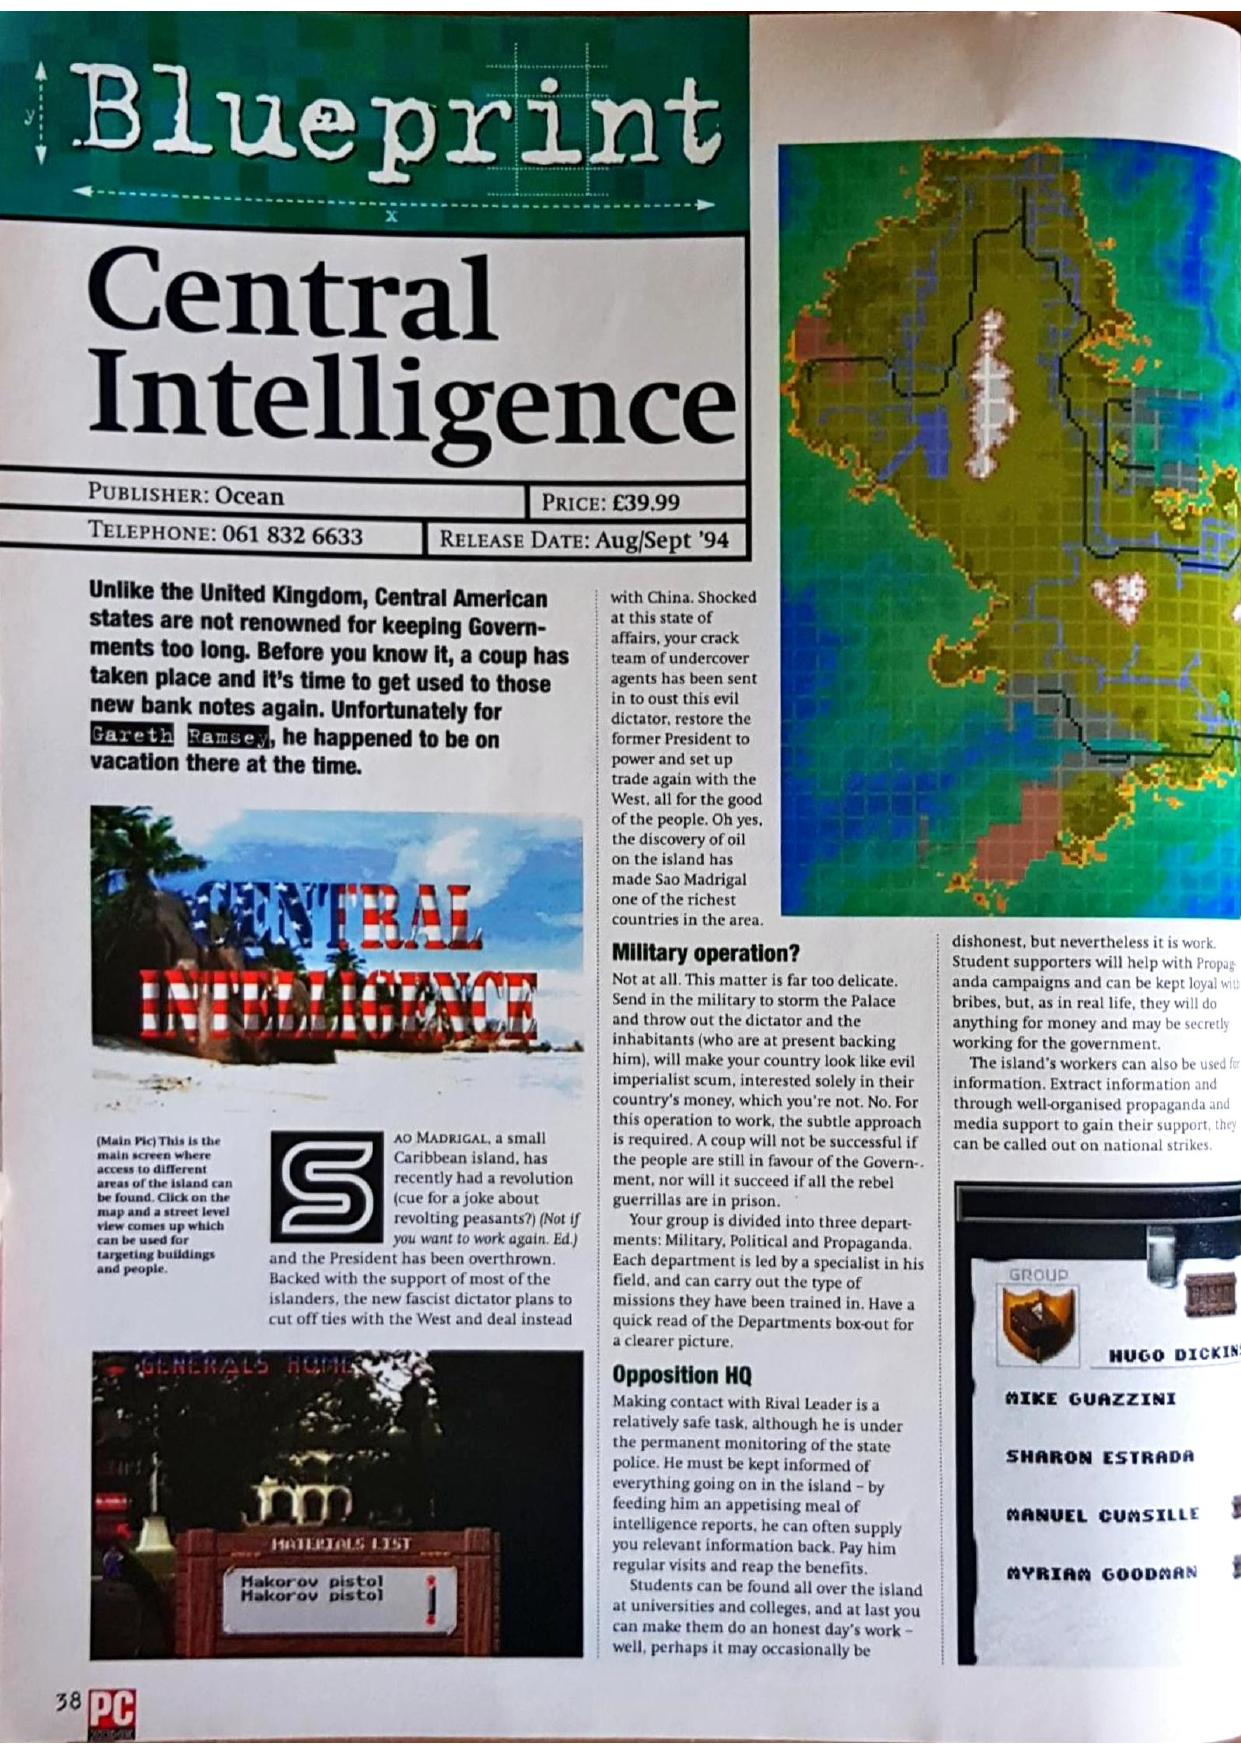 Blueprint
y
x
Central
Intelligence
PUBLISHER: Ocean
PRICE: £39.99
TELEPHONE: 061 832 6633
RELEASE DATE: Aug/Sept '94
Unlike the United Kingdom, Central American
states are not renowned for keeping Govern-
ments too long. Before you know it, a coup has
taken place and it's time to get used to those
new bank notes again. Unfortunately for
Gareth Ramsey, he happened to be on
vacation there at the time.
CENTRAL
INTELLIGENCE
(Main Pic) This is the
main screen where
access to different
areas of the island can
be found. Click on the
map and a street level
view comes up which
can be used for
targeting buildings
and people.
SAO MADRIGAL, a small
Caribbean island, has
recently had a revolution
(cue for a joke about
revolting peasants?) (Not if
you want to work again. Ed.)
and the President has been overthrown.
Backed with the support of most of the
islanders, the new fascist dictator plans to
cut off ties with the West and deal instead
GENERALS HOME
MATERIALS LIST
Makorov pistol
Makorov pistol
with China. Shocked
at this state of
affairs, your crack
team of undercover
agents has been sent
in to oust this evil
dictator, restore the
former President to
power and set up
trade again with the
West, all for the good
of the people. Oh yes,
the discovery of oil
on the island has
made Sao Madrigal
one of the richest
countries in the area.
Military operation?
Not at all. This matter is far too delicate.
Send in the military to storm the Palace
and throw out the dictator and the
inhabitants (who are at present backing
him), will make your country look like evil
imperialist scum, interested solely in their
country's money, which you're not. No. For
this operation to work, the subtle approach
is required. A coup will not be successful if
the people are still in favour of the Govern-
ment, nor will it succeed if all the rebel
guerrillas are in prison.
Your group is divided into three depart-
ments: Military, Political and Propaganda.
Each department is led by a specialist in his
field, and can carry out the type of
missions they have been trained in. Have a
quick read of the Departments box-out for
a clearer picture.
Opposition HQ
Making contact with Rival Leader is a
relatively safe task, although he is under
the permanent monitoring of the state
police. He must be kept informed of
everything going on in the island – by
feeding him an appetising meal of
intelligence reports, he can often supply
you relevant information back. Pay him
regular visits and reap the benefits.
Students can be found all over the island
at universities and colleges, and at last you
can make them do an honest day's work –
well, perhaps it may occasionally be
dishonest, but nevertheless it is work.
Student supporters will help with Propag-
anda campaigns and can be kept loyal with
bribes, but, as in real life, they will do
anything for money and may be secretly
working for the government.
The island's workers can also be used for
information. Extract information and
through well-organised propaganda and
media support to gain their support, they
can be called out on national strikes.
GROUP
HUGO DICKINS
MIKE GUAZZINI
SHARON ESTRADA
MANUEL CUMSILLE
MYRIAM GOODMAN
38 PC